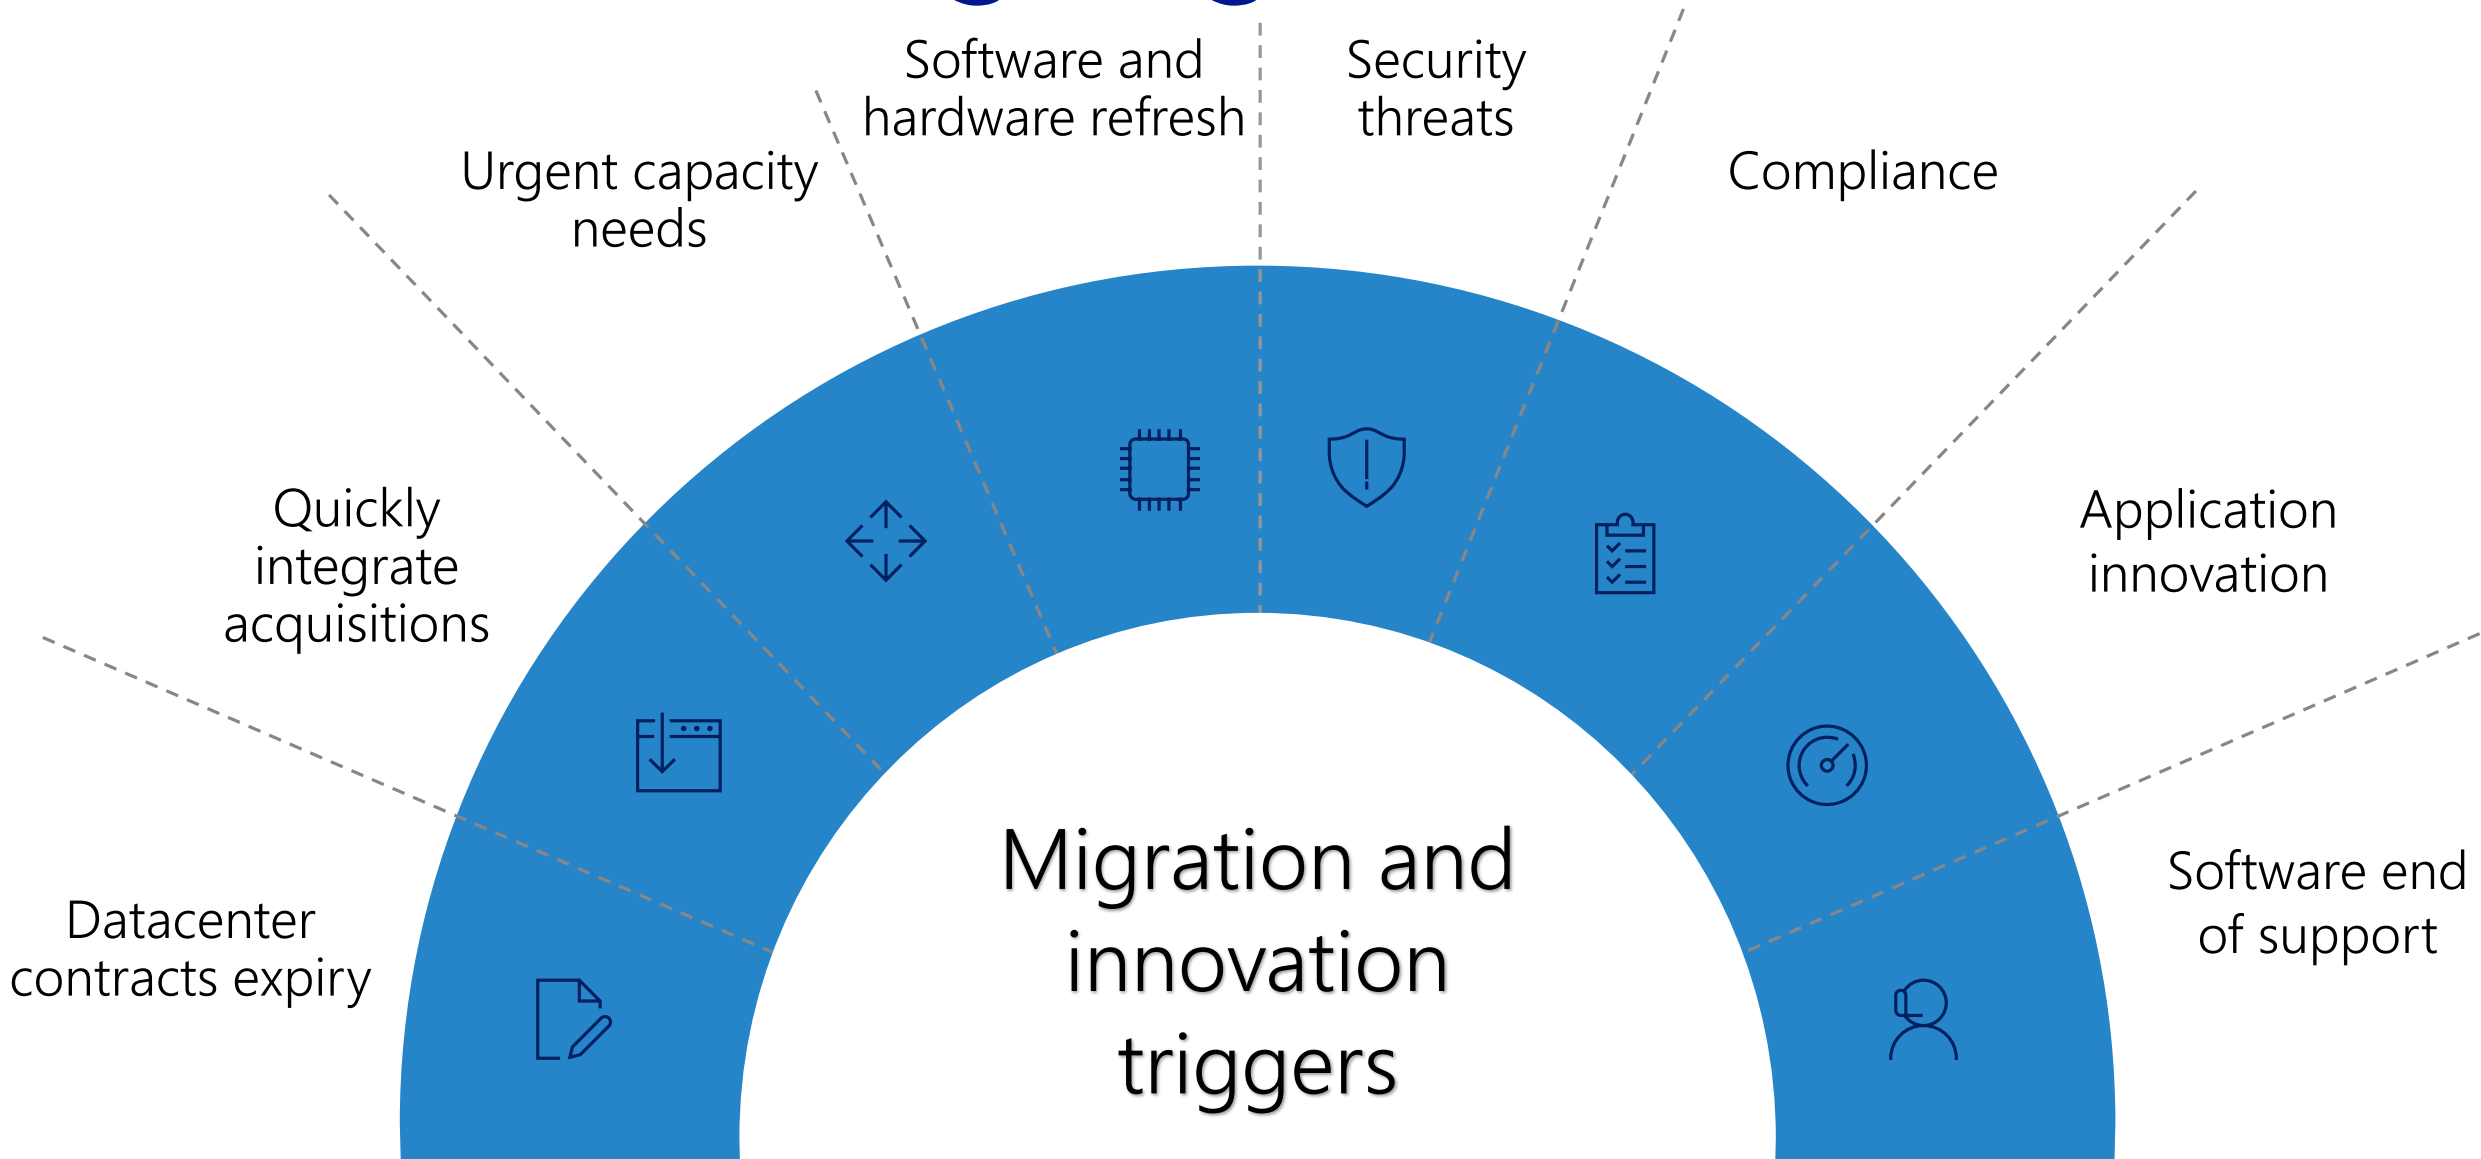 Software and
hardware refresh
Security
threats
Urgent capacity
needs
Compliance
Quickly
integrate
acquisitions
Application
innovation
Datacenter
contracts expiry
Software end
of support
Migration and
innovation
triggers